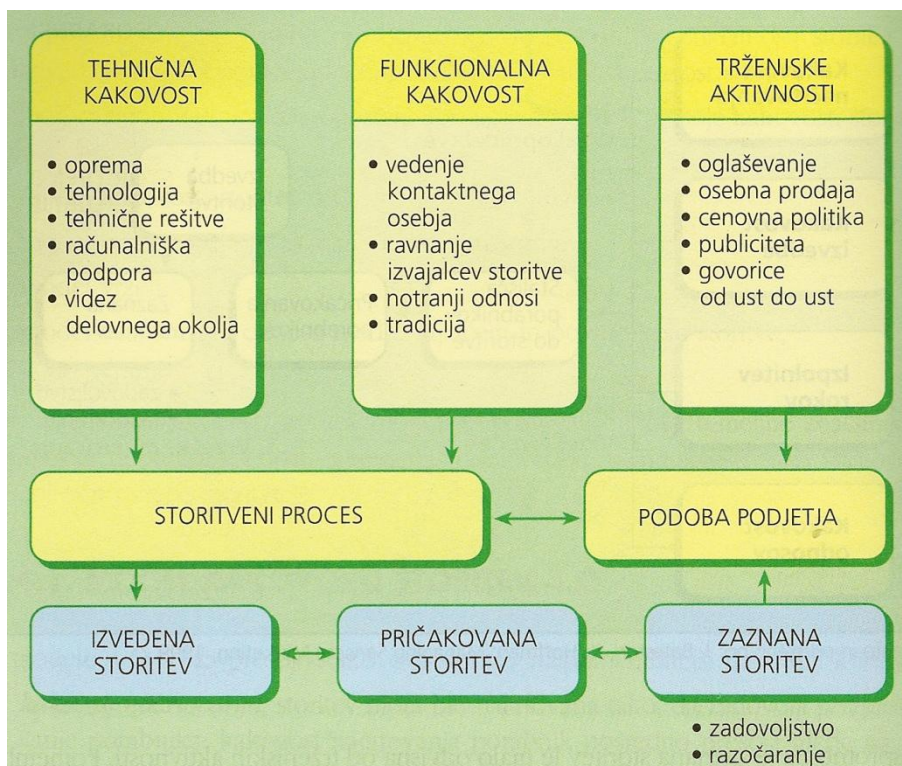 TEHNIČNA
KAKOVOST
• oprema
• tehnologija
• tehnične rešitve
• računalniška
podpora
• videz
delovnega okolja
FUNKCIONALNA
KAKOVOST
• vedenje
kontaktnega
osebja
• ravnanje
izvajalcev storitve
• notranji odnosi
• tradicija
TRŽENJSKE
AKTIVNOSTI
• oglaševanje
• osebna prodaja
• cenovna politika
• publiciteta
• govorice
od ust do ust
STORITVENI PROCES
PODOBA PODJETJA
IZVEDENA
STORITEV
PRIČAKOVANA
STORITEV
ZAZNANA
STORITEV
• zadovoljstvo
• razočaranje